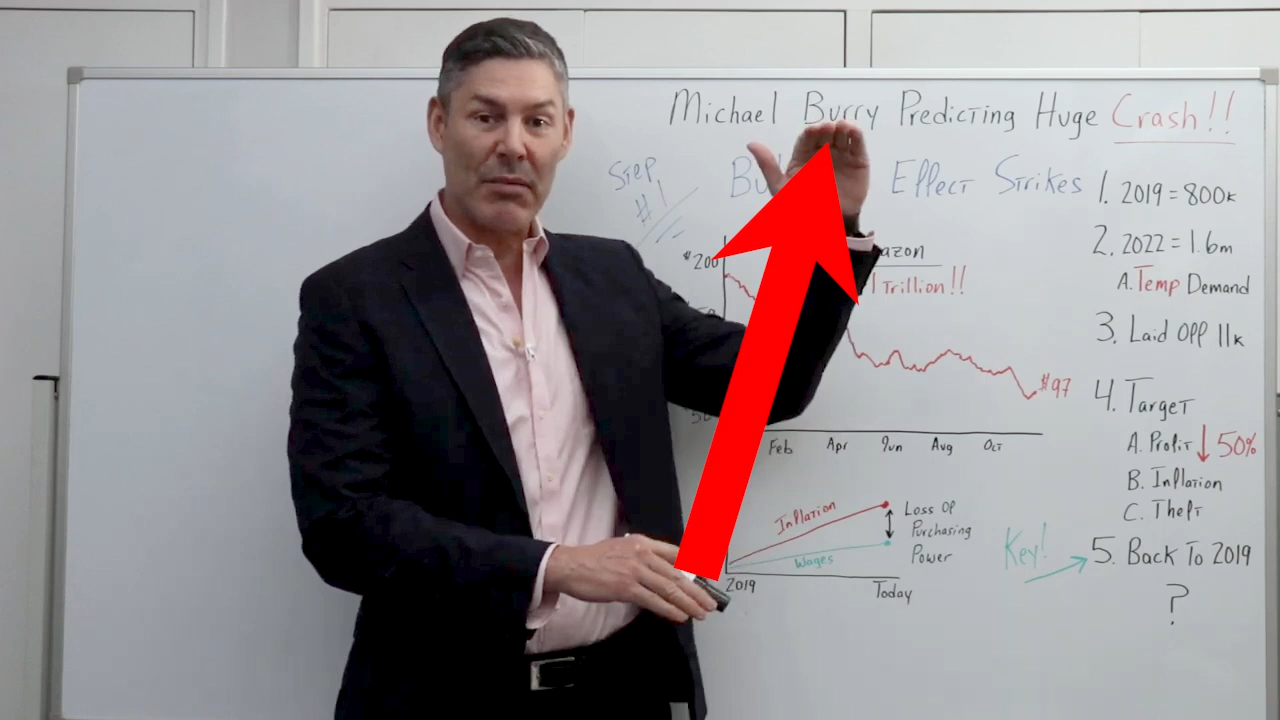 Michael Burry Predicting Huge Crash!!
Step
#1
Effect Strikes
$200
azon
1 Trillion!!
$97
Feb Apr Jun Aug Oct
Inflation
Wages
Loss Of
Purchasing
Power
2019
Today
1. 2019 = 800k
2. 2022 = 1.6m
A. Temp Demand
3. Laid Off 11k
4. Target
A. Profit ↓ 50%
B. Inflation
C. Theft
Key!
5. Back To 2019
?